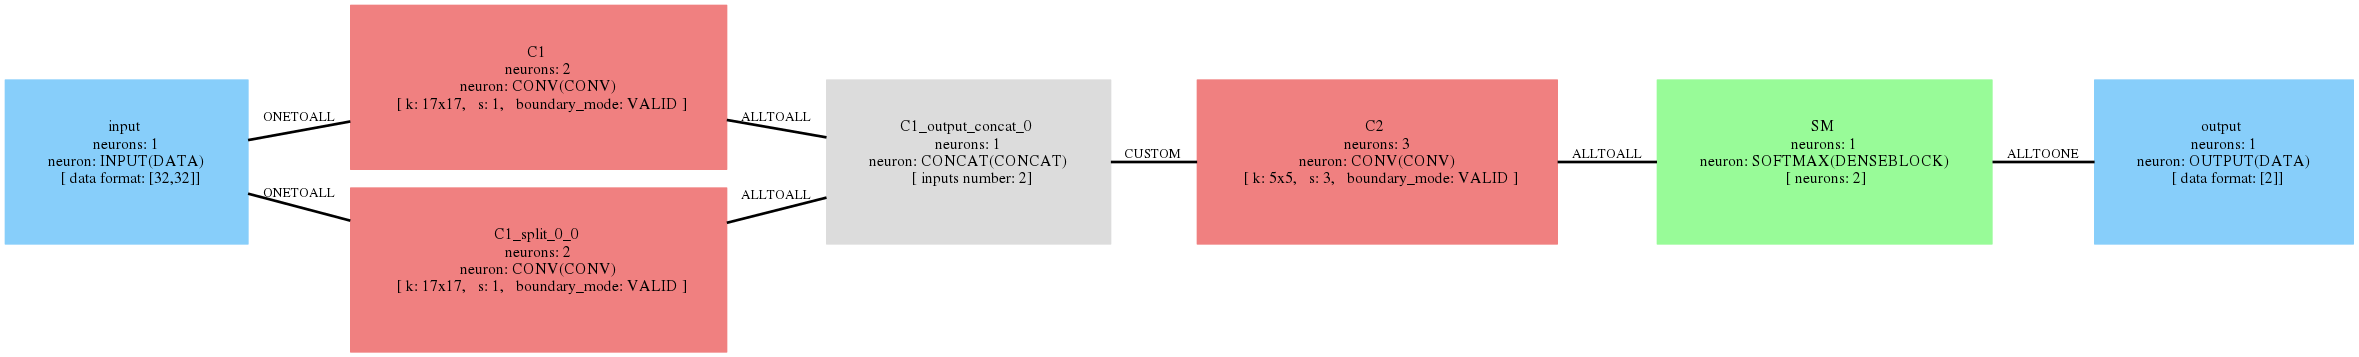 input
neurons: 1
neuron: INPUT(DATA)
[ data format: [32,32]]
ONETOALL
ONETOALL
C1
neurons: 2
neuron: CONV(CONV)
[ k: 17x17, s: 1, boundary_mode: VALID ]
C1_split_0_0
neurons: 2
neuron: CONV(CONV)
[ k: 17x17, s: 1, boundary_mode: VALID ]
ALLTOALL
ALLTOALL
C1_output_concat_0
neurons: 1
neuron: CONCAT(CONCAT)
[ inputs number: 2]
CUSTOM
C2
neurons: 3
neuron: CONV(CONV)
[ k: 5x5, s: 3, boundary_mode: VALID ]
ALLTOALL
SM
neurons: 1
neuron: SOFTMAX(DENSEBLOCK)
[ neurons: 2]
ALLTOONE
output
neurons: 1
neuron: OUTPUT(DATA)
[ data format: [2]]